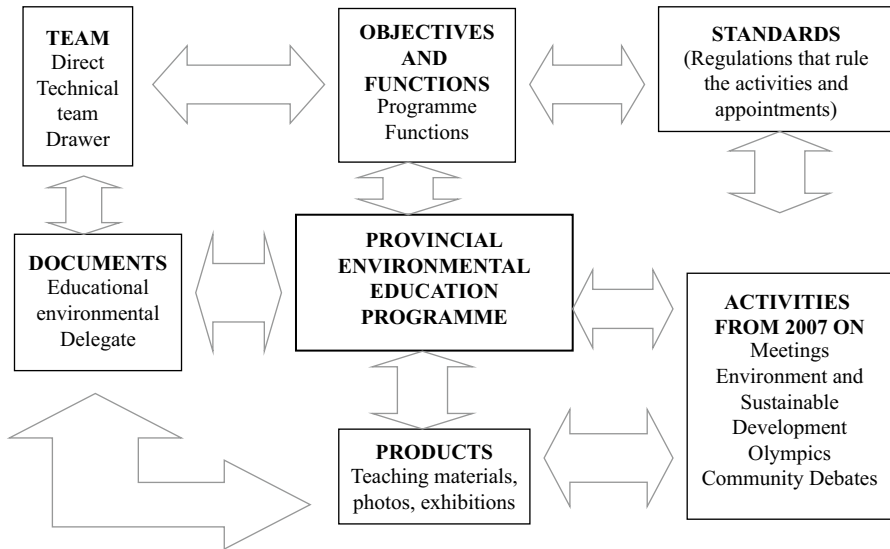 TEAM
Direct
Technical
team
Drawer
OBJECTIVES
AND
FUNCTIONS
Programme
Functions
STANDARDS
(Regulations that rule
the activities and
appointments)
DOCUMENTS
Educational
environmental
Delegate
PROVINCIAL
ENVIRONMENTAL
EDUCATION
PROGRAMME
ACTIVITIES
FROM 2007 ON
Meetings
Environment and
Sustainable
Development
Olympics
Community Debates
PRODUCTS
Teaching materials,
photos, exhibitions